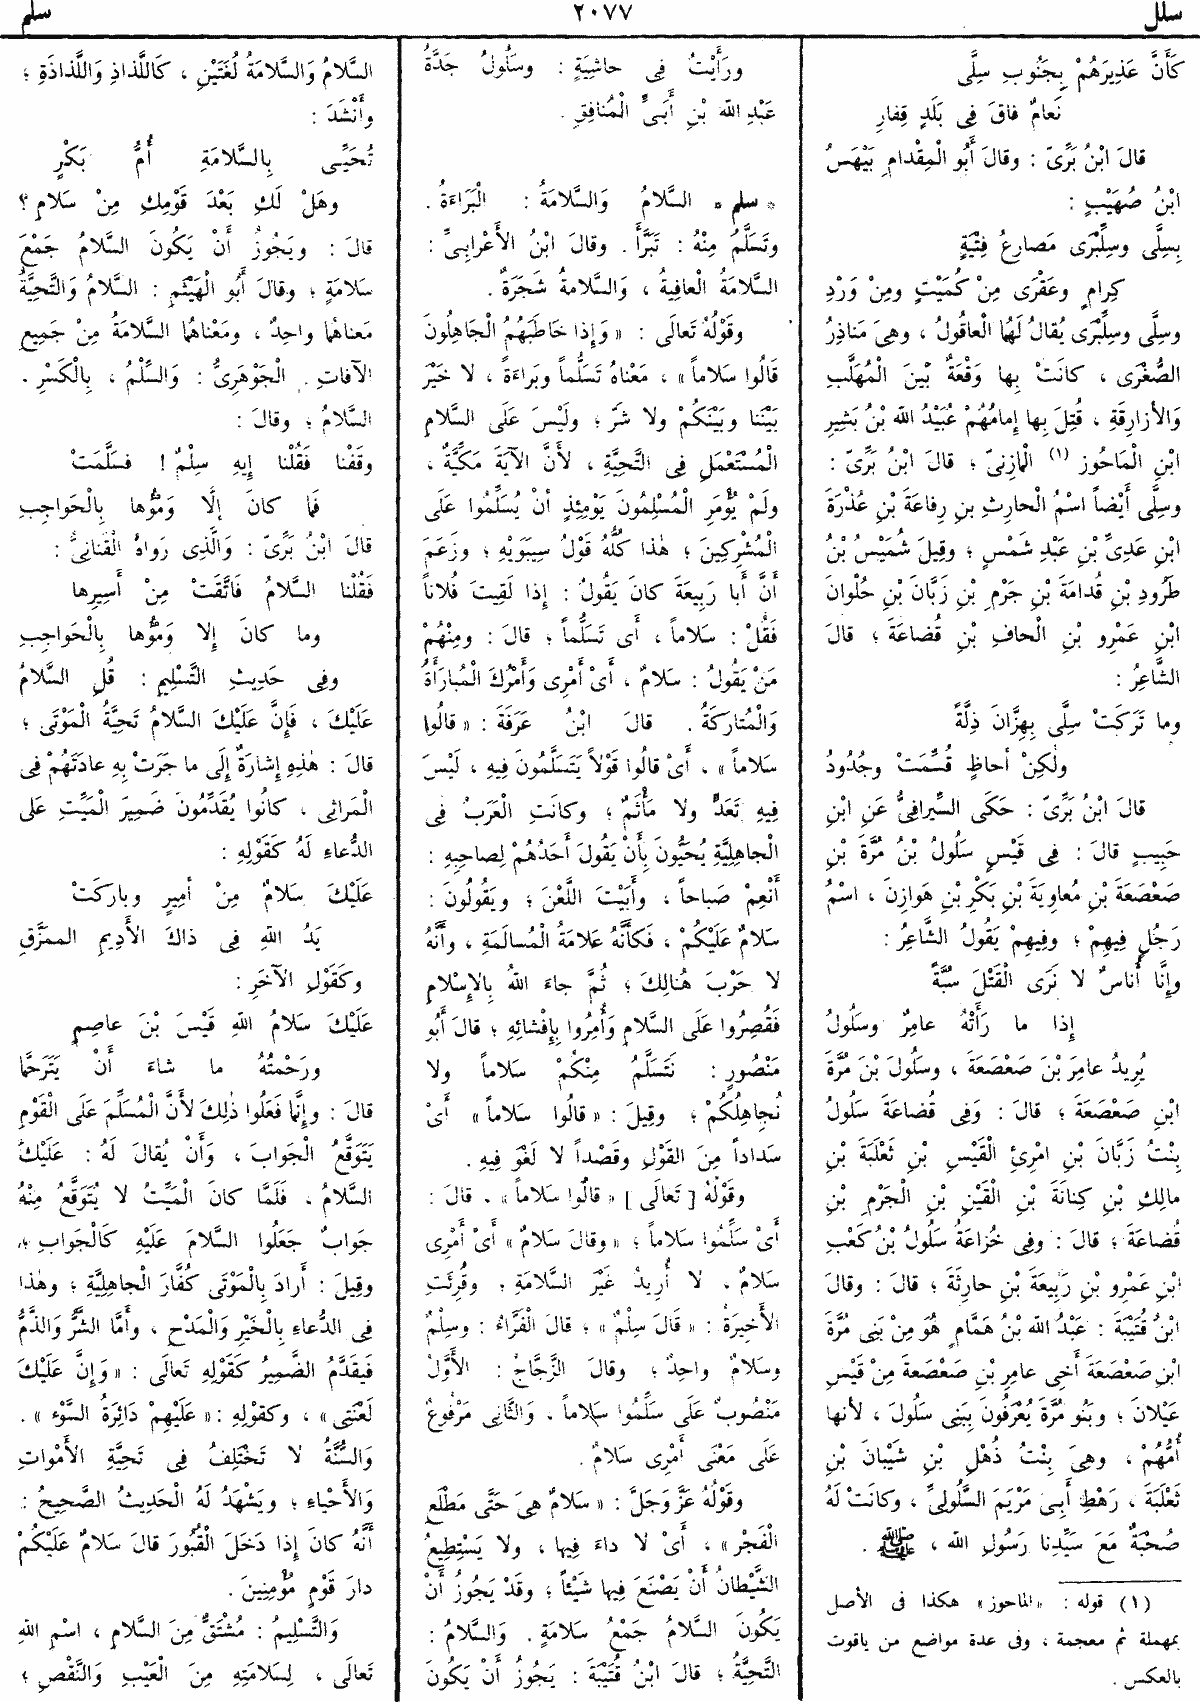 سلل
٢٠٧٧
سلم
كَأَنَّ عَذِيرَهُمْ بِجَنُوبِ سِلَّى
نَعامٌ فاقَ فِى بَلَدٍ قِفارِ
قالَ ابْنُ بَرِّىّ : وقالَ أَبُو الْمِقْدامِ بَيْهَسُ
ابْنُ صُهَيْبٍ :
بِسِلَّى وسِلِّبْرَى مَصارِعُ فِتْيَةٍ
كِرامٍ وعَقْرَى مِنْ كُمَيْتٍ ومِنْ وَرْدِ
وسِلَّى وسِلِّبْرَى يُقالُ لَهَا الْعاقُولُ ، وهِىَ مَناذِرُ
الصُّغْرَى ، كانَتْ بِها وَقْعَةٌ بَيْنَ الْمُهَلَّبِ
وَالأَزارِقَةِ ، قُتِلَ بِها إِمامُهُمْ عُبَيْدُ الله بْنُ بَشِيرِ
ابْنِ الْمَاحُوزِ (١) الْمَازِنىّ ؛ قالَ ابْنُ بَرِّىّ :
وسِلَّى أَيْضاً اسْمُ الْحارِثِ بنِ رِفاعَةَ بْنِ عُذْرَةَ
ابْنِ عَدِىِّ بْنِ عَبْدِ شَمْسٍ ؛ وقِيلَ شُمَيْسُ بْنُ
طَرُودِ بْنِ قُدامَةَ بْنِ جَرْمِ بْنِ زَبَّانَ بْنِ حُلْوانَ
ابْنِ عَمْرِو بْنِ الْحافِ بْنِ قُضاعَةَ ؛ قالَ
الشَّاعِرُ :
وما تَرَكَتْ سِلَّى بِهِزَّانَ ذِلَّةً
ولَكِنْ أَحاظٍ قُسِّمَتْ وجُدُودُ
قالَ ابْنُ بَرِّىّ : حَكَى السِّيرافِىُّ عَنِ ابْنِ
حَبِيبٍ قالَ : فِى قَيْسٍ سَلُولُ بْنُ مُرَّةَ بْنِ
صَعْصَعَةَ بْنِ مُعاوِيَةَ بْنِ بَكْرِ بْنِ هَوازِنَ ، اسْمُ
رَجُلٍ فِيهِمْ ؛ وفِيهِمْ يَقُولُ الشَّاعِرُ :
وإِنَّا أُناسٌ لا نَرَى الْقَتْلَ سُبَّةً
إِذا ما رَأَتْهُ عامِرٌ وسَلُولُ
يُرِيدُ عامِرَ بْنَ صَعْصَعَةَ ، وسَلُولَ بْنَ مُرَّةَ
ابْنِ صَعْصَعَةَ ؛ قالَ : وَفِى قُضاعَةَ سَلُولُ
بِنْتُ زَبَّانَ بْنِ امْرِئِ الْقَيْسِ بْنِ ثَعْلَبَةَ بْنِ
مالِكِ بْنِ كِنانَةَ بْنِ الْقَيْنِ بْنِ الْجَرْمِ بْنِ
قُضاعَةَ ؛ قالَ : وفِى خُزاعَةَ سَلُولُ بْنُ كَعْبِ
ابْنِ عَمْرِو بْنِ رَبِيعَةَ بْنِ حارِثَةَ ؛ قالَ : وقالَ
ابْنُ قُتَيْبَةَ : عَبْدُ الله بْنُ هَمَّامٍ هُوَ مِنْ بَنِى مُرَّةَ
ابْنِ صَعْصَعَةَ أَخِى عامِرِ بْنِ صَعْصَعةَ مِنْ قَيْسِ
عَيْلانَ ؛ وبَنُو مُرَّةَ يُعْرَفُونَ بِبَنِى سَلُولَ ، لأنها
أُمُّهُمْ ، وهِىَ بِنْتُ ذُهْلِ بْنِ شَيْبانَ بْنِ
ثَعْلَبَةَ ، رَهْطِ أَبِى مَرْيَمَ السَّلُولِىِّ ، وكانَتْ لَهُ
صُحْبَةٌ مَعَ سَيِّدِنا رَسُولِ الله ، ﷺ .
(١) قوله : «الماحوز» هكذا فى الأصل
بمهملة ثم معجمة ، وفى عدة مواضع من ياقوت
بالعكس .
ورَأَيْتُ فِى حاشِيَةٍ : وسَلُولُ جَدَّةُ
عَبْدِ اللّه بْنِ أُبَىٍّ الْمُنافِقِ .
* سلم * السَّلامُ وَالسَّلامَةُ : الْبَرَاءَةُ .
وتَسَلَّمَ مِنْهُ : تَبَرَّأَ . وقالَ ابْنُ الأَعْرابِىِّ :
السَّلامَةُ الْعافِيةُ ، وَالسَّلامةُ شَجَرَةٌ .
وقَوْلُهُ تَعالَى : « وَإِذا خَاطَبَهُمُ الْجَاهِلُونَ
قَالُوا سَلاماً » ، مَعْناهُ تَسَلُّماً وبَراءَةً ، لا خَيْرَ
بَيْنَنا وبَيْنَكُمْ ولا شَرَّ ؛ ولَيْسَ عَلَى السَّلامِ
الْمُسْتَعْمَلِ فِى التَّحِيَّةِ ، لأَنَّ الآيَةَ مَكِّيَّةٌ ،
ولَمْ يُؤْمَرِ الْمُسْلِمُونَ يَوْمِئِذٍ أَنْ يُسَلِّمُوا عَلَى
الْمُشْرِكِينَ ؛ هٰذا كُلُّهُ قَوْلُ سِيبَوَيْهِ ؛ وزَعَمَ
أَنَّ أَبا رَبِيعَةَ كانَ يَقُولُ : إِذا لَقِيتَ فُلاناً
فَقُلْ : سَلاماً ، أَى تَسَلُّماً ؛ قالَ : ومِنْهُمْ
مَنْ يَقُولُ : سَلامٌ ، أَىْ أَمْرِى وَأَمْرُكَ الْمُبارَأَةُ
وَالْمُتارَكَةُ . قالَ ابْنُ عَرَفَةَ : « قالُوا
سَلاماً » ، أَىْ قالُوا قَوْلاً يَتَسَلَّمُونَ فِيهِ ، لَيْسَ
فِيهِ تَعَدٍّ ولا مَأْثَمٌ ؛ وكانَتِ الْعَرَبُ فِى
الْجاهِلِيَّةِ يُحَيُّونَ بِأَنْ يَقُولَ أَحَدُهُمْ لِصاحِبِهِ :
أَنْعِمْ صَباحاً ، وأَبَيْتَ اللَّعْنَ ؛ ويَقُولُونَ :
سَلامٌ عَلَيْكُمْ ، فَكأَنَّهُ عَلامَةُ الْمُسالَمَةِ ، وأَنَّهُ
لا حَرْبَ هُنالِكَ ؛ ثُمَّ جاءَ اللهُ بِالإِسْلامِ
فَقُصِرُوا عَلَى السَّلامِ وأُمِرُوا بِإِفْشائِهِ ؛ قالَ أَبُو
مَنْصُورٍ : نَتَسَلَّمُ مِنْكُمْ سَلاماً ولا
نُجاهِلُكُمْ ؛ وقِيلَ : « قالُوا سَلاماً » أَىْ
سَداداً مِنَ القَوْلِ وقَصْداً لا لَغْوَ فِيهِ .
وقَوْلُهُ [ تَعالَى ] « قالُوا سَلاماً » . قالَ :
أَىْ سَلِّمُوا سَلاماً ؛ « وقالَ سَلامٌ » أَىْ أَمْرِى
سَلامٌ ، لا أُرِيدُ غَيْرَ السَّلامَةِ ، وقُرِئَتِ
الأَخِيرَةُ : « قَالَ سِلْمٌ » ؛ قالَ الْفَرَّاءُ : وسِلْمٌ
وسَلامٌ واحِدٌ ؛ وقالَ الزَّجَّاجُ : الأَوَّلُ
مَنْصُوبٌ عَلَى سَلِّمُوا سَلاماً ، وَالثَّانِى مَرْفُوعٌ
عَلَى مَعْنَى أَمْرِى سَلامٌ .
وقَوْلُهُ عَزَّ وَجَلَّ : « سَلَامٌ هِىَ حَتَّى مَطْلَعِ
الْفَجْرِ » ، أَىْ لا داءَ فِيها ، ولا يَسْتِطِيعُ
الشَّيْطانُ أَنْ يَصْنَعَ فِيها شَيْئاً ؛ وقَدْ يَجُوزُ أَنْ
يَكُونَ السَّلامُ جَمْعُ سَلامَةٍ . وَالسَّلامُ :
التَّحِيَّةُ ؛ قالَ ابْنُ قُتَيْبَةَ : يَجُوزُ أَنْ يَكُونَ
السَّلامُ وَالسَّلامَةُ لُغَتَيْنِ ، كَاللَّذاذِ وَاللَّذاذَةِ ؛
وأَنْشَدَ :
تُحَيِّى بِالسَّلامَةِ أُمُّ بَكْرٍ
وهَلْ لَكِ بَعْدَ قَوْمِكِ مِنْ سَلامِ ؟
قالَ : ويَجُوزُ أَنْ يَكُونَ السَّلامُ جَمْعَ
سَلامَةٍ ؛ وقالَ أَبُو الْهَيْثَمِ : السَّلامُ وَالتَّحِيَّةُ
مَعناهُما واحِدٌ ، ومَعْناهُما السَّلامَةُ مِنْ جَمِيعِ
الآفاتِ . الْجَوْهَرِىُّ : وَالسِّلْمُ ، بِالْكَسْرِ .
السَّلامُ ؛ وقالَ :
وقَفْنا فَقُلْنا إِيهِ سِلْمٌ ! فسَلَّمَتْ
فَما كانَ إِلَّا وَمْؤُها بِالْحَواجِبِ
قالَ ابْنُ بَرِّىّ : وَالَّذِى رَواهُ الْقَنانِىُّ :
فَقُلْنا السَّلامُ فَاتَّقَتْ مِنْ أَسِيرِها
وما كانَ إِلا وَمْؤُها بِالْحَواجِبِ
وفِى حَدِيثِ التَّسْلِيمِ : قُلِ السَّلامُ
عَلَيْكَ ، فَإِنَّ عَلَيْكَ السَّلامُ تَحِيَّةُ الْمَوْتَى ؛
قالَ : هٰذِهِ إِشارَةٌ إِلَى ما جَرَتْ بِهِ عادَتَهُمْ فِى
الْمَراثِى ، كانُوا يُقَدِّمُونَ ضَمِيرَ الْمَيِّتِ عَلى
الدُّعاءِ لَهُ كَقَوْلِهِ :
عَلَيْكَ سَلامٌ مِنْ أَمِيرٍ وبارَكَتْ
يَدُ اللهِ فِى ذاكَ الأَدِيمِ الممَزَّقِ
وكَقَوْلِ الآخَرِ :
عَلَيْكَ سَلامُ اللهِ قَيْسَ بْنَ عاصِمٍ
ورَحْمَتُهُ ما شاءَ أَنْ يَتَرَحَّما
قالَ : وإِنَّما فَعَلُوا ذٰلِكَ لأَنَّ الْمُسَلِّمَ عَلَى الْقَوْمِ
يَتَوَقَّعُ الْجَوابَ ، وَأَنْ يُقالَ لَهُ : عَلَيْكَ
السَّلامُ ، فَلَمَّا كانَ الْمَيِّتُ لا يُتَوَقَّعُ مِنْهُ
جَوابٌ جَعَلُوا السَّلامَ عَلَيْهِ كَالْجَوابِ ؛
وقِيلَ : أَرادَ بِالْمَوْتَى كُفَّارَ الْجاهِلِيَّةِ ؛ وهٰذا
فِى الدُّعاءِ بِالْخَيْرِ وَالْمَدْحِ ، وأَمَّا الشَّرُّ وَالذَّمُّ
فَيقَدَّمُ الضَّمِيرُ كَقَوْلِهِ تَعالَى : « وَإِنَّ عَلَيْكَ
لَعْنَتِى » ، وكقَوْلِهِ : « عَلَيْهِمْ دَائِرَةُ السَّوْءِ » .
وَالسُّنَّةُ لا تَخْتَلِفُ فِى تَحِيَّةِ الأَمْواتِ
وَالأَحْياءِ ؛ ويَشْهَدُ لَهُ الْحَدِيثُ الصَّحِيحُ :
أَنَّهُ كانَ إِذا دَخَلَ الْقُبُورَ قالَ سَلامٌ عَلَيْكُمْ
دارَ قَوْمٍ مُؤْمِنِينَ .
وَالتَّسْلِيمُ : مُشْتَقٌّ مِنَ السَّلامِ ، اسْمِ اللهِ
تَعالَى ، لِسَلامَتِهِ مِنَ الْعَيْبِ وَالنَّقْصِ ؛